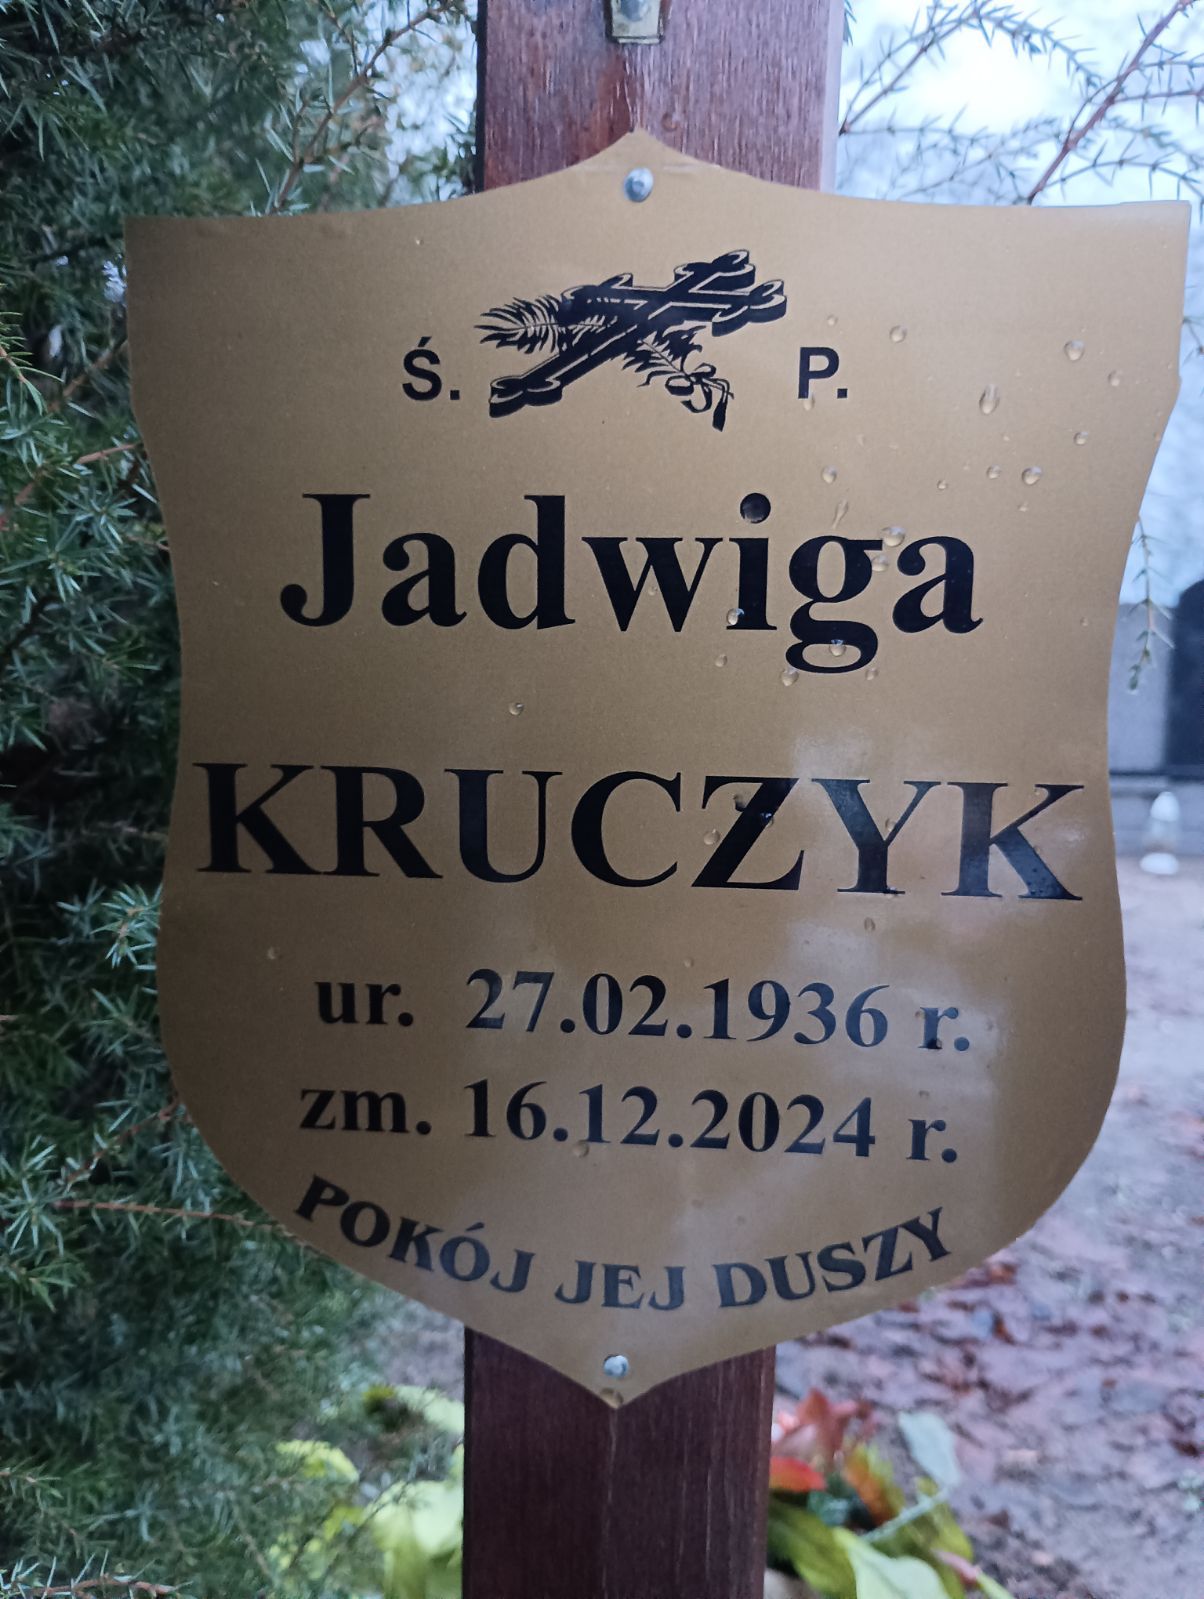 Ś. P.
Jadwiga
KRUCZYK
ur. 27.02.1936 r.
zm. 16.12.2024 r.
POKÓJ JEJ DUSZY